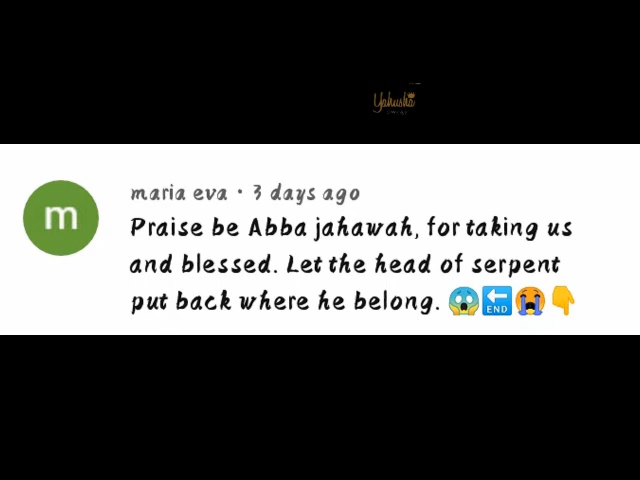 Yahusha
m
maria eva • 3 days ago
Praise be Abba jahawah, for taking us
and blessed. Let the head of serpent
put back where he belong. 😱🔚😭👇